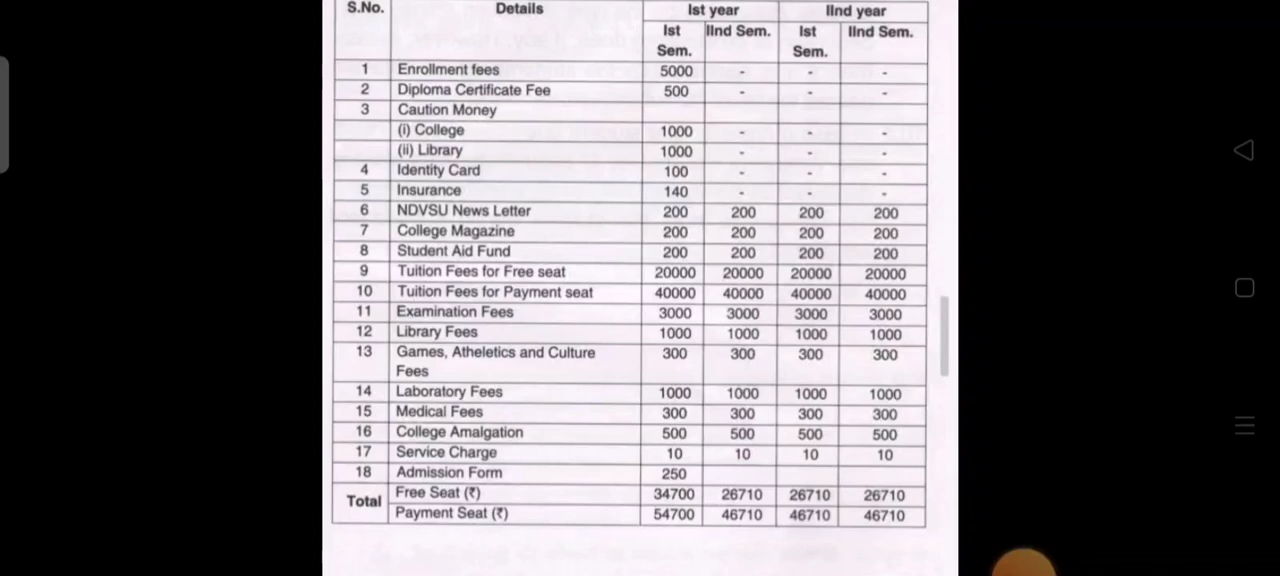 S.No. Details Ist year IInd year
Ist Sem. IInd Sem. Ist Sem. IInd Sem.
1 Enrollment fees 5000 - - -
2 Diploma Certificate Fee 500 - - -
3 Caution Money
(i) College 1000 - - -
(ii) Library 1000 - - -
4 Identity Card 100 - - -
5 Insurance 140 - - -
6 NDVSU News Letter 200 200 200 200
7 College Magazine 200 200 200 200
8 Student Aid Fund 200 200 200 200
9 Tuition Fees for Free seat 20000 20000 20000 20000
10 Tuition Fees for Payment seat 40000 40000 40000 40000
11 Examination Fees 3000 3000 3000 3000
12 Library Fees 1000 1000 1000 1000
13 Games, Atheletics and Culture 300 300 300 300
Fees
14 Laboratory Fees 1000 1000 1000 1000
15 Medical Fees 300 300 300 300
16 College Amalgation 500 500 500 500
17 Service Charge 10 10 10 10
18 Admission Form 250
Total Free Seat (₹) 34700 26710 26710 26710
Payment Seat (₹) 54700 46710 46710 46710